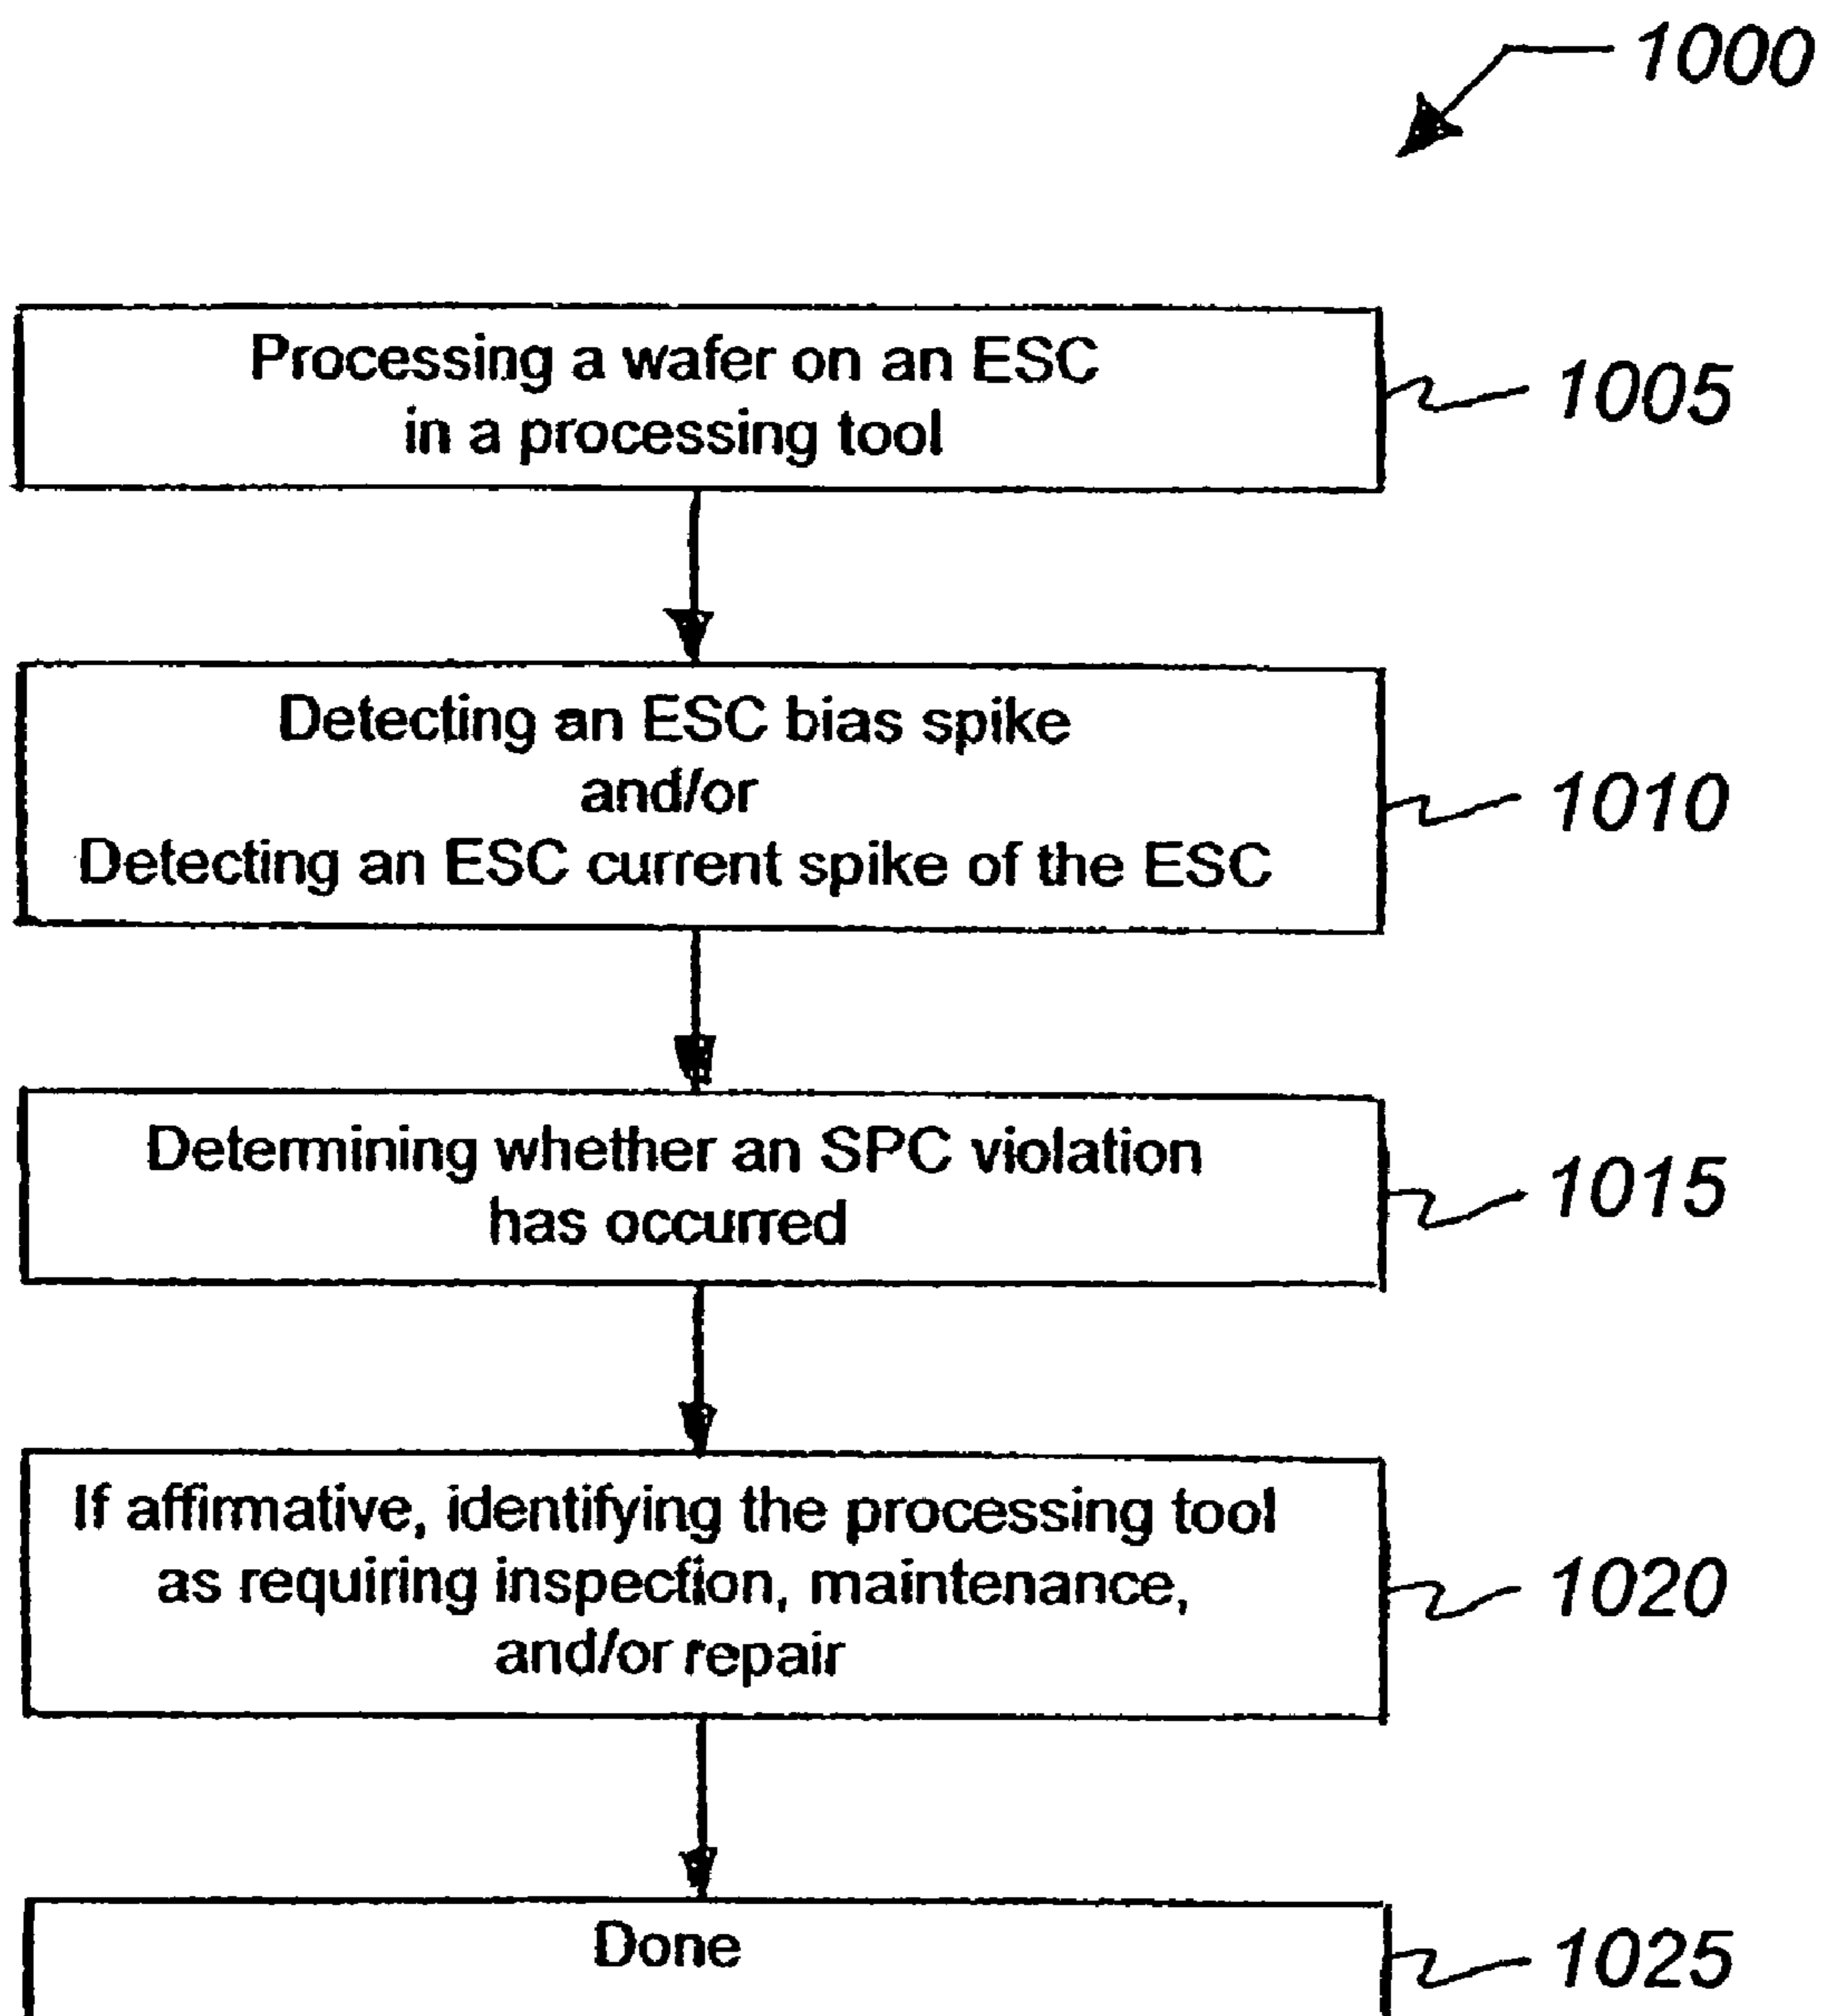 1000
Processing a wafer on an ESC
in a processing tool
1005
Detecting an ESC bias spike
and/or
Detecting an ESC current spike of the ESC
1010
Determining whether an SPC violation
has occurred
1015
If affirmative, identifying the processing tool
as requiring inspection, maintenance,
and/or repair
1020
Done
1025